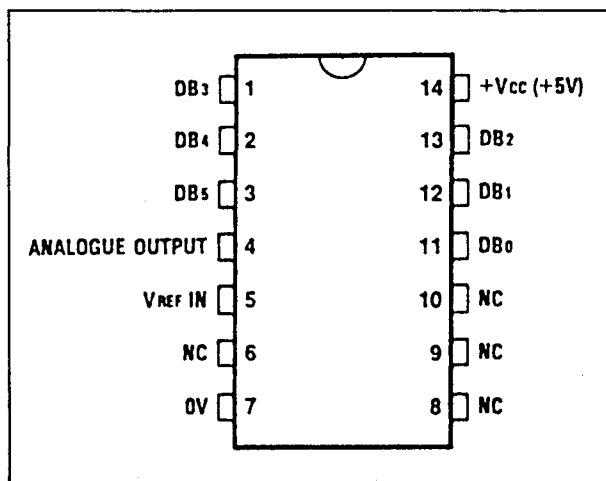 DB3 1 14 +VCC (+5V)
DB4 2 13 DB2
DB5 3 12 DB1
ANALOGUE OUTPUT 4 11 DB0
VREF IN 5 10 NC
NC 6 9 NC
0V 7 8 NC